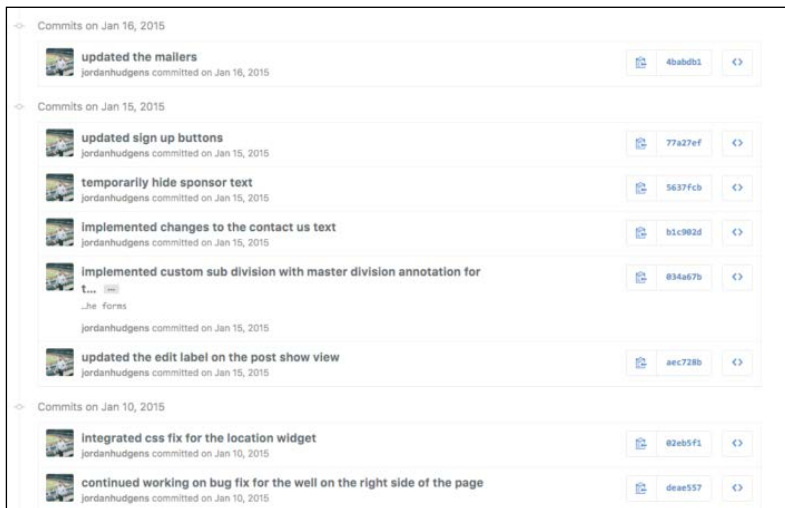 Commits on Jan 16, 2015
updated the mailers
jordanhudgens committed on Jan 16, 2015
4babdb1
Commits on Jan 15, 2015
updated sign up buttons
jordanhudgens committed on Jan 15, 2015
77a27ef
temporarily hide sponsor text
jordanhudgens committed on Jan 15, 2015
5637fcb
implemented changes to the contact us text
jordanhudgens committed on Jan 15, 2015
b1c902d
implemented custom sub division with master division annotation for
t... …
034a67b
…he forms
jordanhudgens committed on Jan 15, 2015
updated the edit label on the post show view
jordanhudgens committed on Jan 15, 2015
aec728b
Commits on Jan 10, 2015
integrated css fix for the location widget
jordanhudgens committed on Jan 10, 2015
02eb5f1
continued working on bug fix for the well on the right side of the page
jordanhudgens committed on Jan 10, 2015
deae557